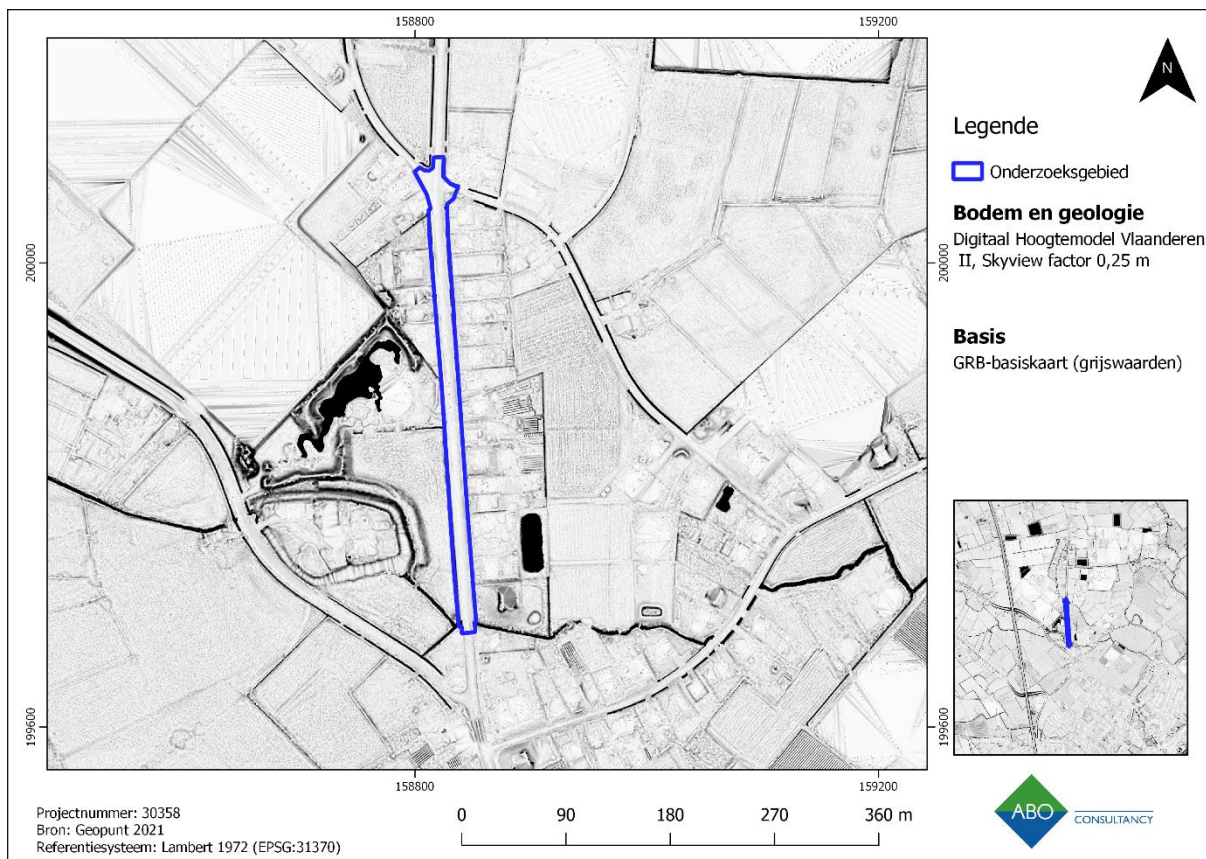 158800
159200
200000
200000
199600
199600
158800
159200
N
Legende
Onderzoeksgebied
Bodem en geologie
Digitaal Hoogtemodel Vlaanderen
II, Skyview factor 0,25 m
Basis
GRB-basiskaart (grijswaarden)
Projectnummer: 30358
Bron: Geopunt 2021
Referentiesysteem: Lambert 1972 (EPSG:31370)
0 90 180 270 360 m
ABO CONSULTANCY